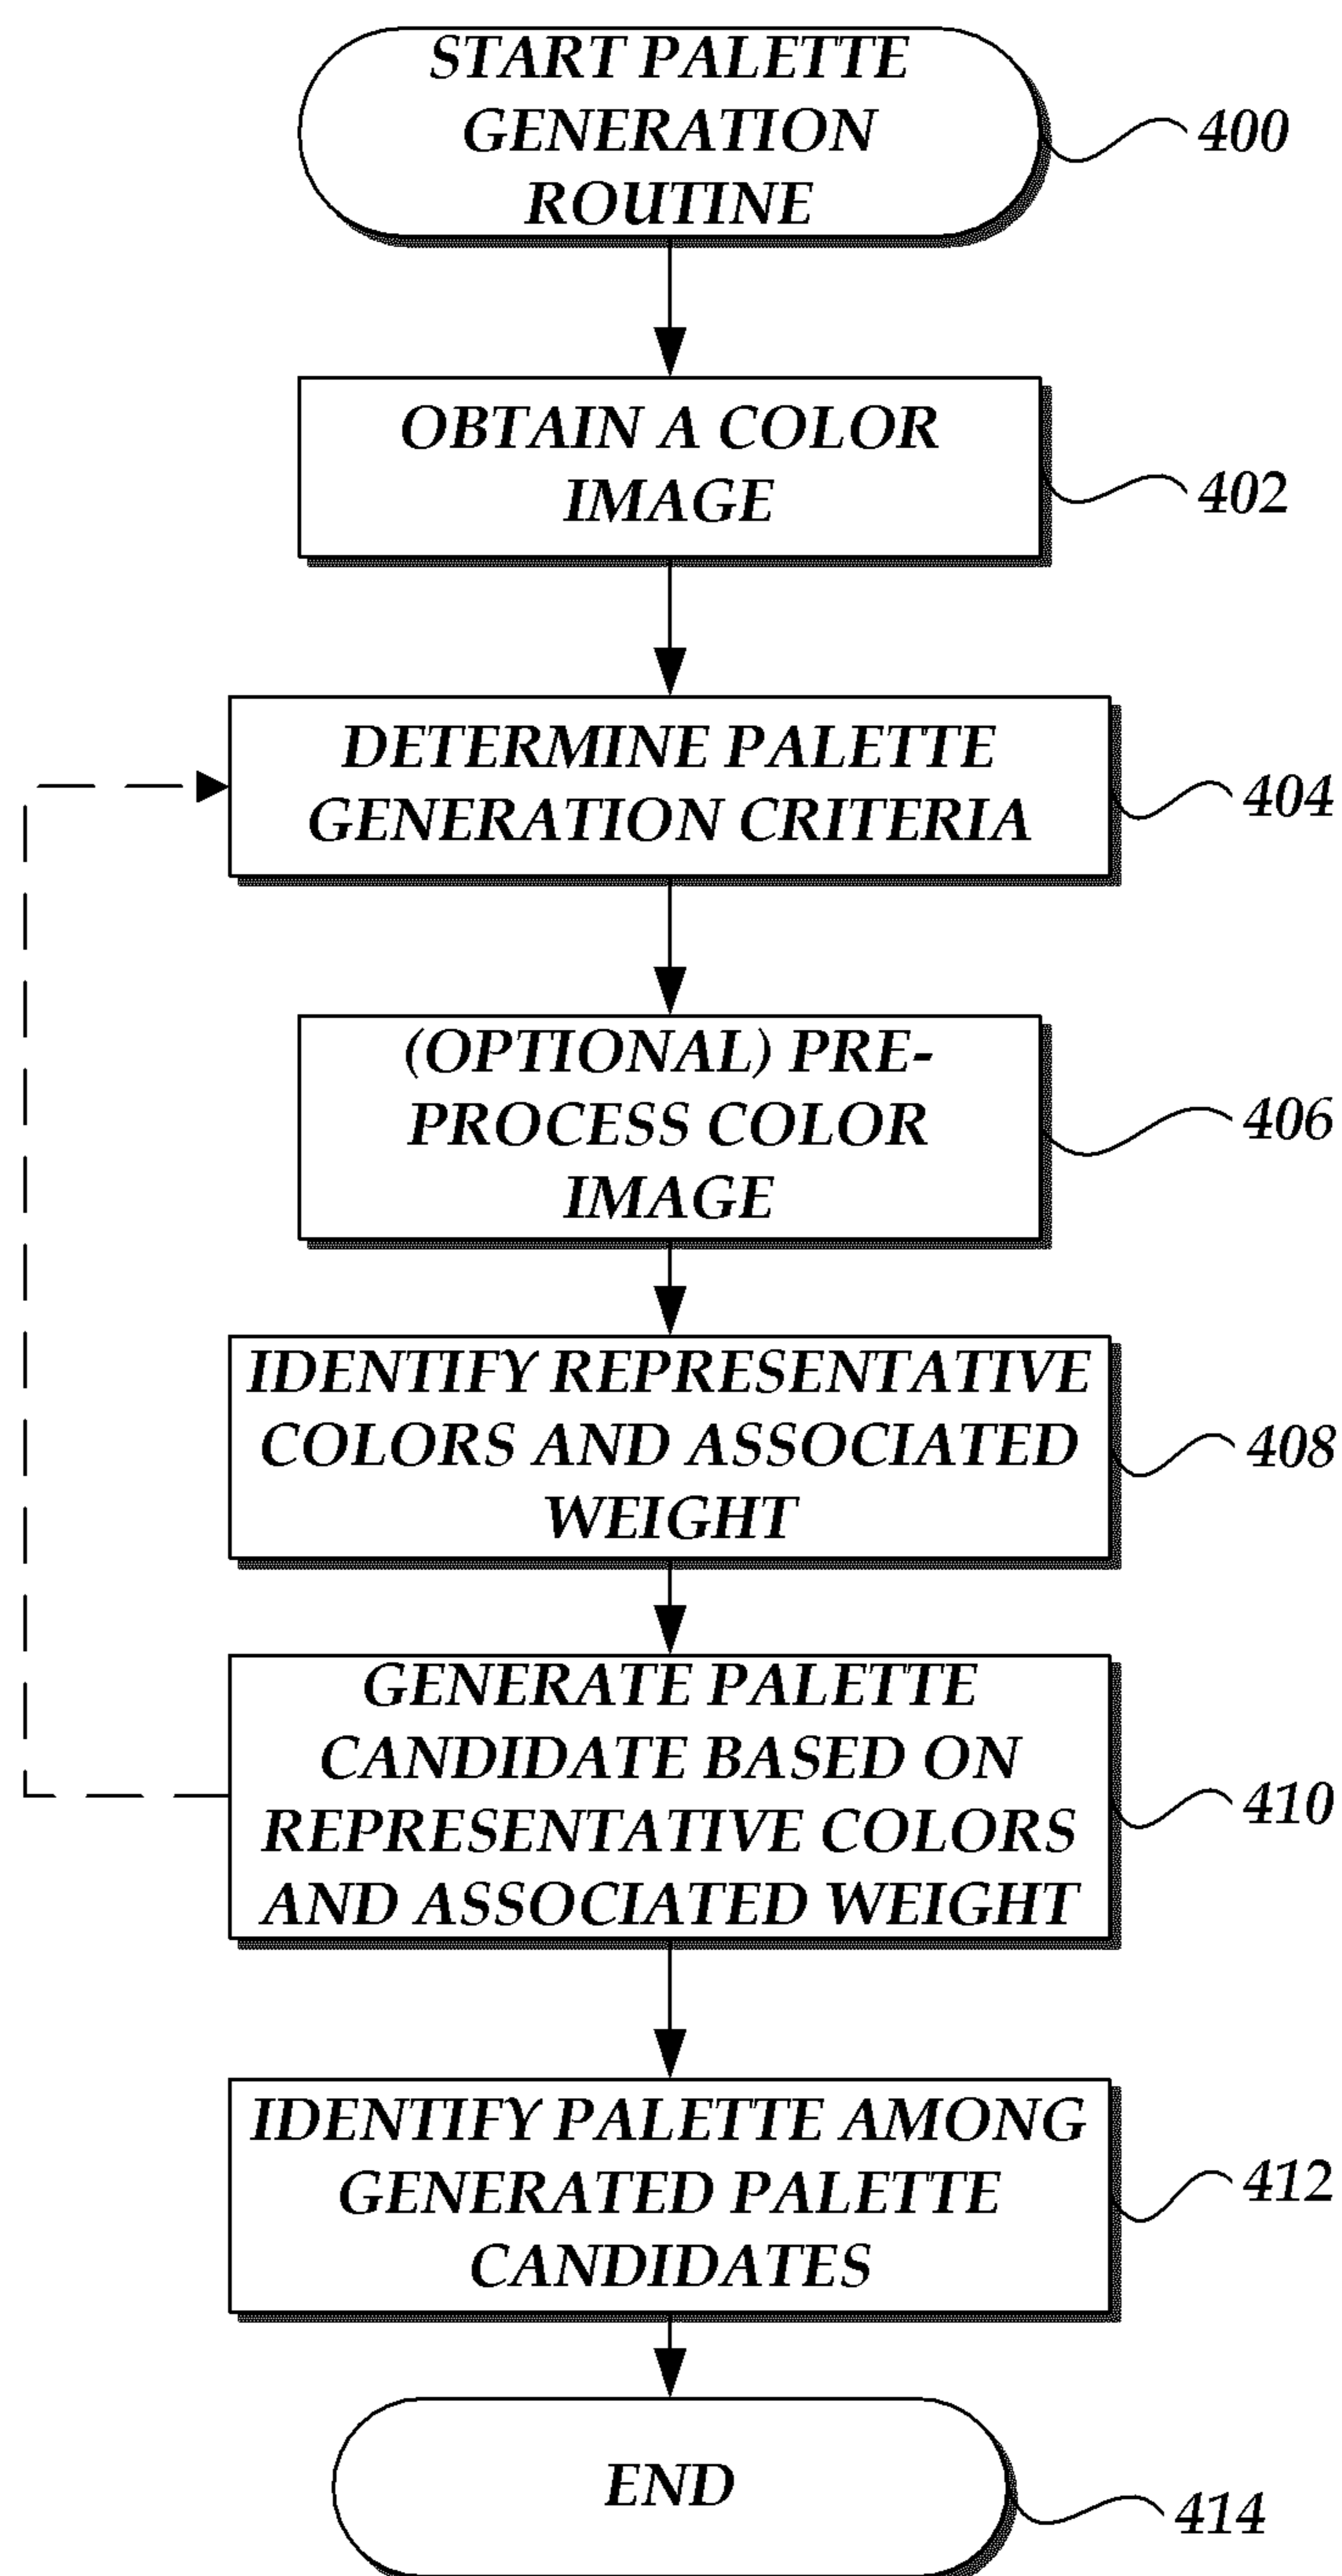 START PALETTE
GENERATION
ROUTINE
400
OBTAIN A COLOR
IMAGE
402
DETERMINE PALETTE
GENERATION CRITERIA
404
(OPTIONAL) PRE-
PROCESS COLOR
IMAGE
406
IDENTIFY REPRESENTATIVE
COLORS AND ASSOCIATED
WEIGHT
408
GENERATE PALETTE
CANDIDATE BASED ON
REPRESENTATIVE COLORS
AND ASSOCIATED WEIGHT
410
IDENTIFY PALETTE AMONG
GENERATED PALETTE
CANDIDATES
412
END
414